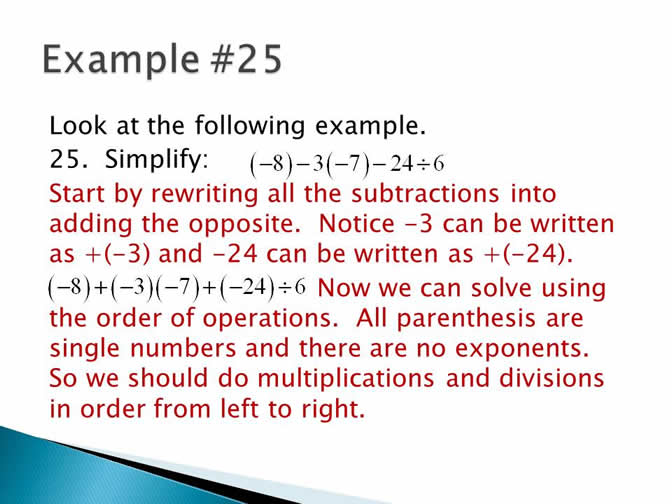 Example #25
Look at the following example.
25.  Simplify:  (−8)−3(−7)−24÷6
Start by rewriting all the subtractions into
adding the opposite.  Notice -3 can be written
as +(-3) and -24 can be written as +(-24).
(−8)+(−3)(−7)+(−24)÷6  Now we can solve using
the order of operations.  All parenthesis are
single numbers and there are no exponents.
So we should do multiplications and divisions
in order from left to right.